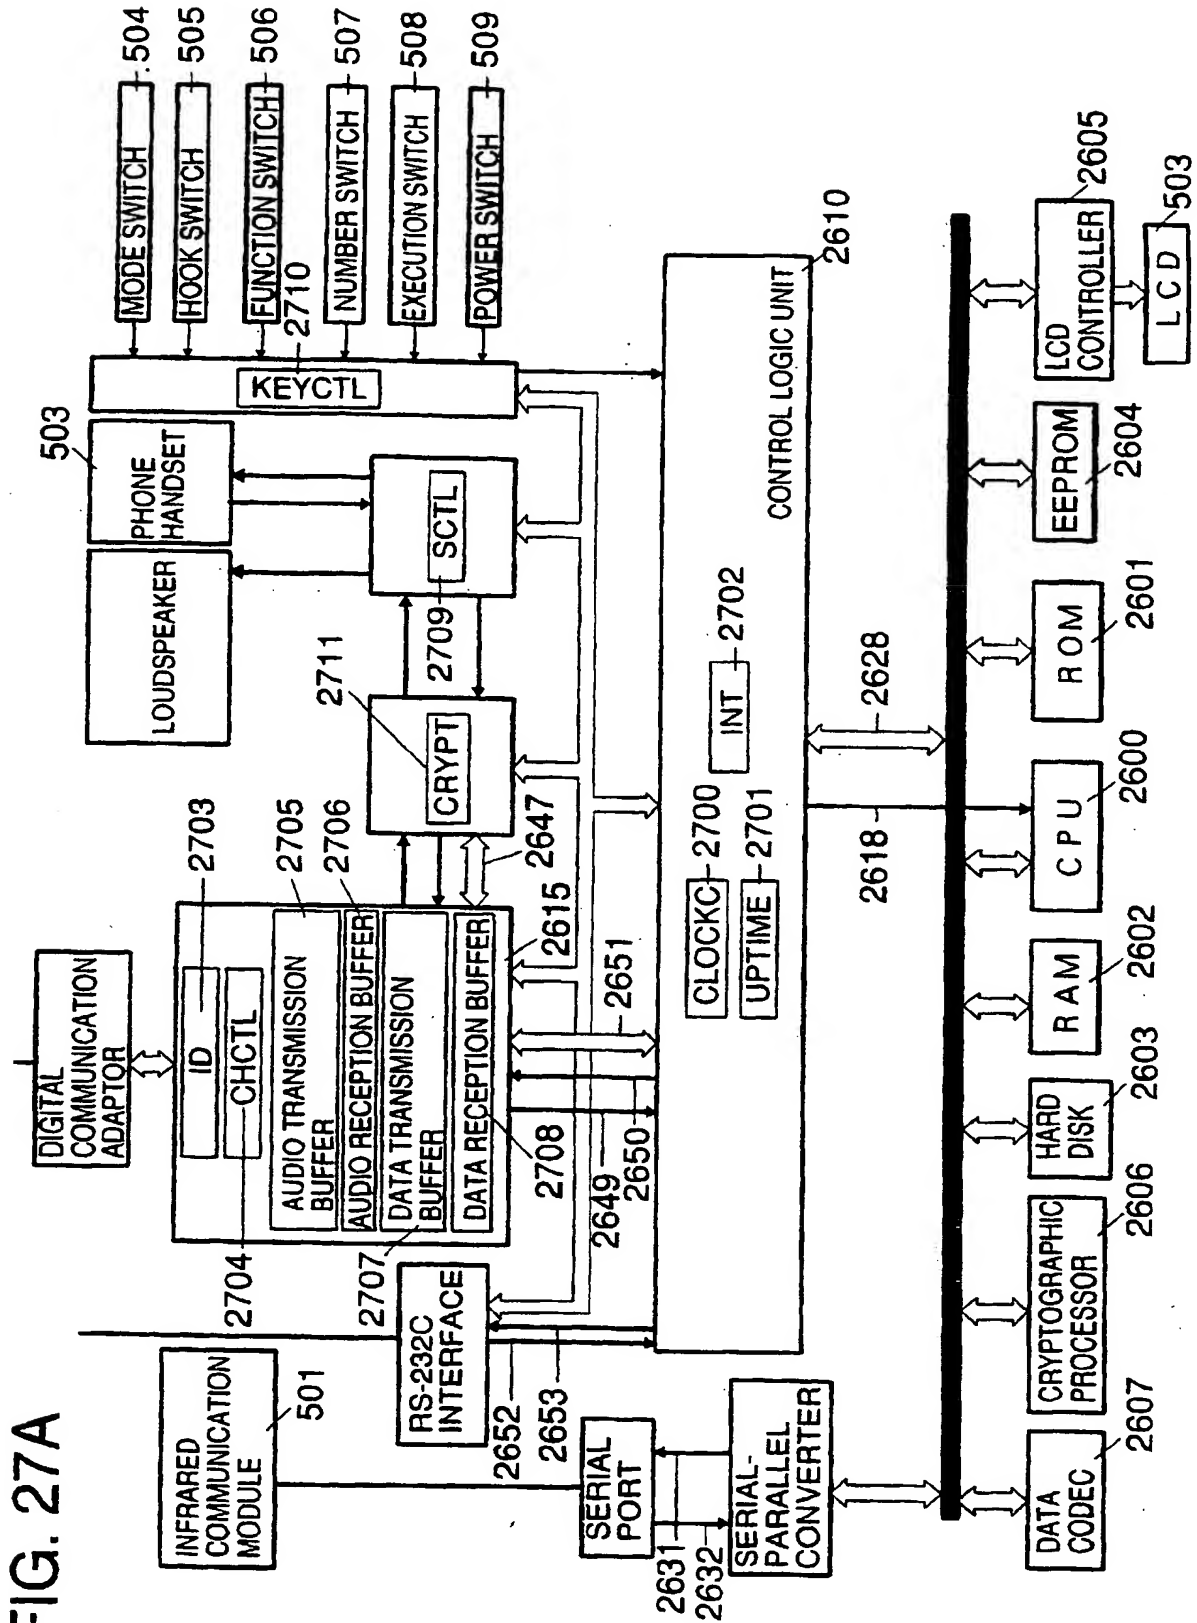 FIG. 27A
INFRARED
COMMUNICATION
MODULE
501
DIGITAL
COMMUNICATION
ADAPTOR
ID
2703
CHCTL
2704
AUDIO TRANSMISSION
BUFFER
2705
AUDIO RECEPTION BUFFER
2706
DATA TRANSMISSION
BUFFER
2707
DATA RECEPTION BUFFER
2708
2615
2647
LOUDSPEAKER
PHONE
HANDSET
503
CRYPT
2711
SCTL
2709
KEYCTL
2710
MODE SWITCH
504
HOOK SWITCH
505
FUNCTION SWITCH
506
NUMBER SWITCH
507
EXECUTION SWITCH
508
POWER SWITCH
509
RS-232C
INTERFACE
2652
2653
2649
2650
2651
SERIAL
PORT
2631
2632
SERIAL-
PARALLEL
CONVERTER
CLOCKC
2700
UPTIME
2701
INT
2702
CONTROL LOGIC UNIT
2610
2618
2628
DATA
CODEC
2607
CRYPTOGRAPHIC
PROCESSOR
2606
HARD
DISK
2603
RAM
2602
CPU
2600
ROM
2601
EEPROM
2604
LCD
CONTROLLER
2605
LCD
503